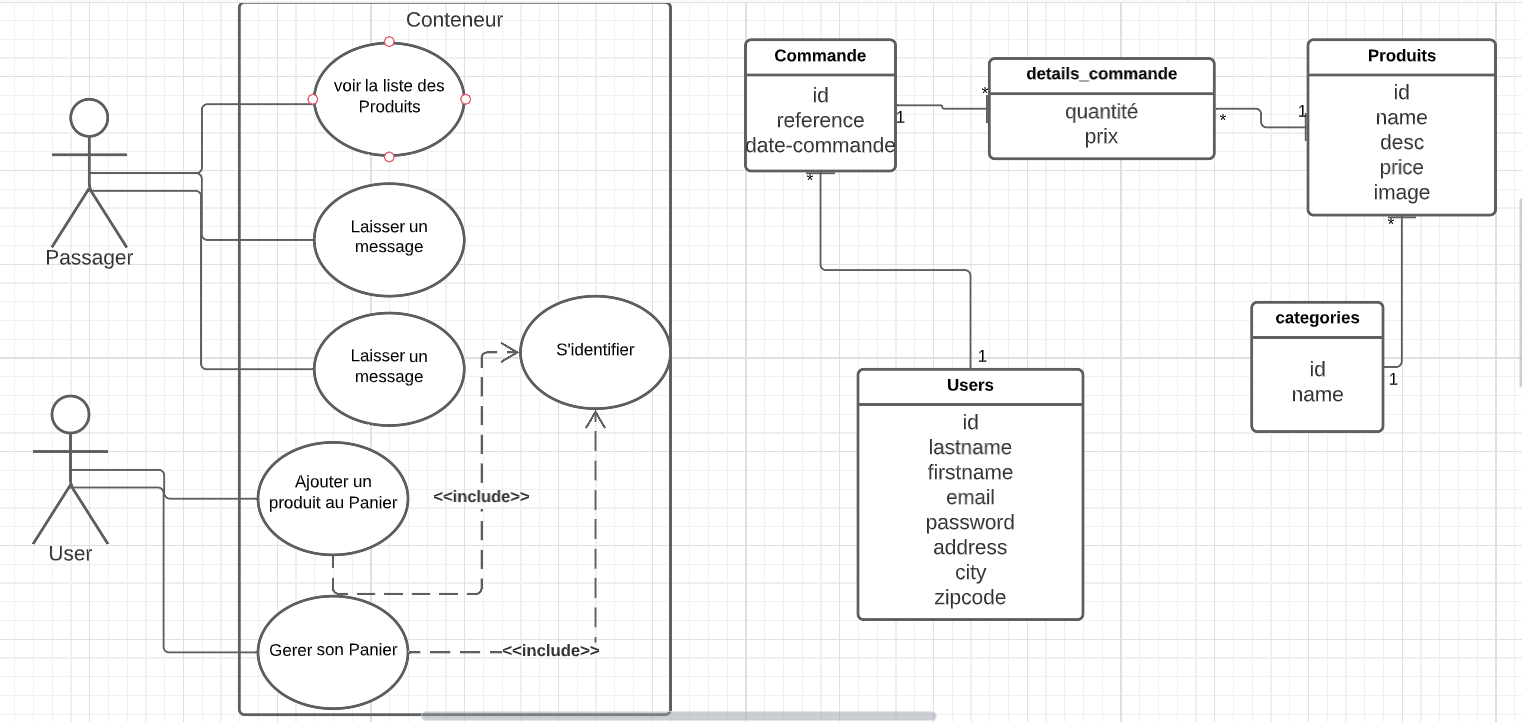 Conteneur
voir la liste des
Produits
Passager
Laisser un
message
Laisser un
message
S'identifier
User
Ajouter un
produit au Panier
<<include>>
Gerer son Panier
<<include>>
Commande
id
reference
date-commande
1
*
details_commande
quantité
prix
*
*
1
Produits
id
name
desc
price
image
*
categories
id
name
1
1
Users
id
lastname
firstname
email
password
address
city
zipcode